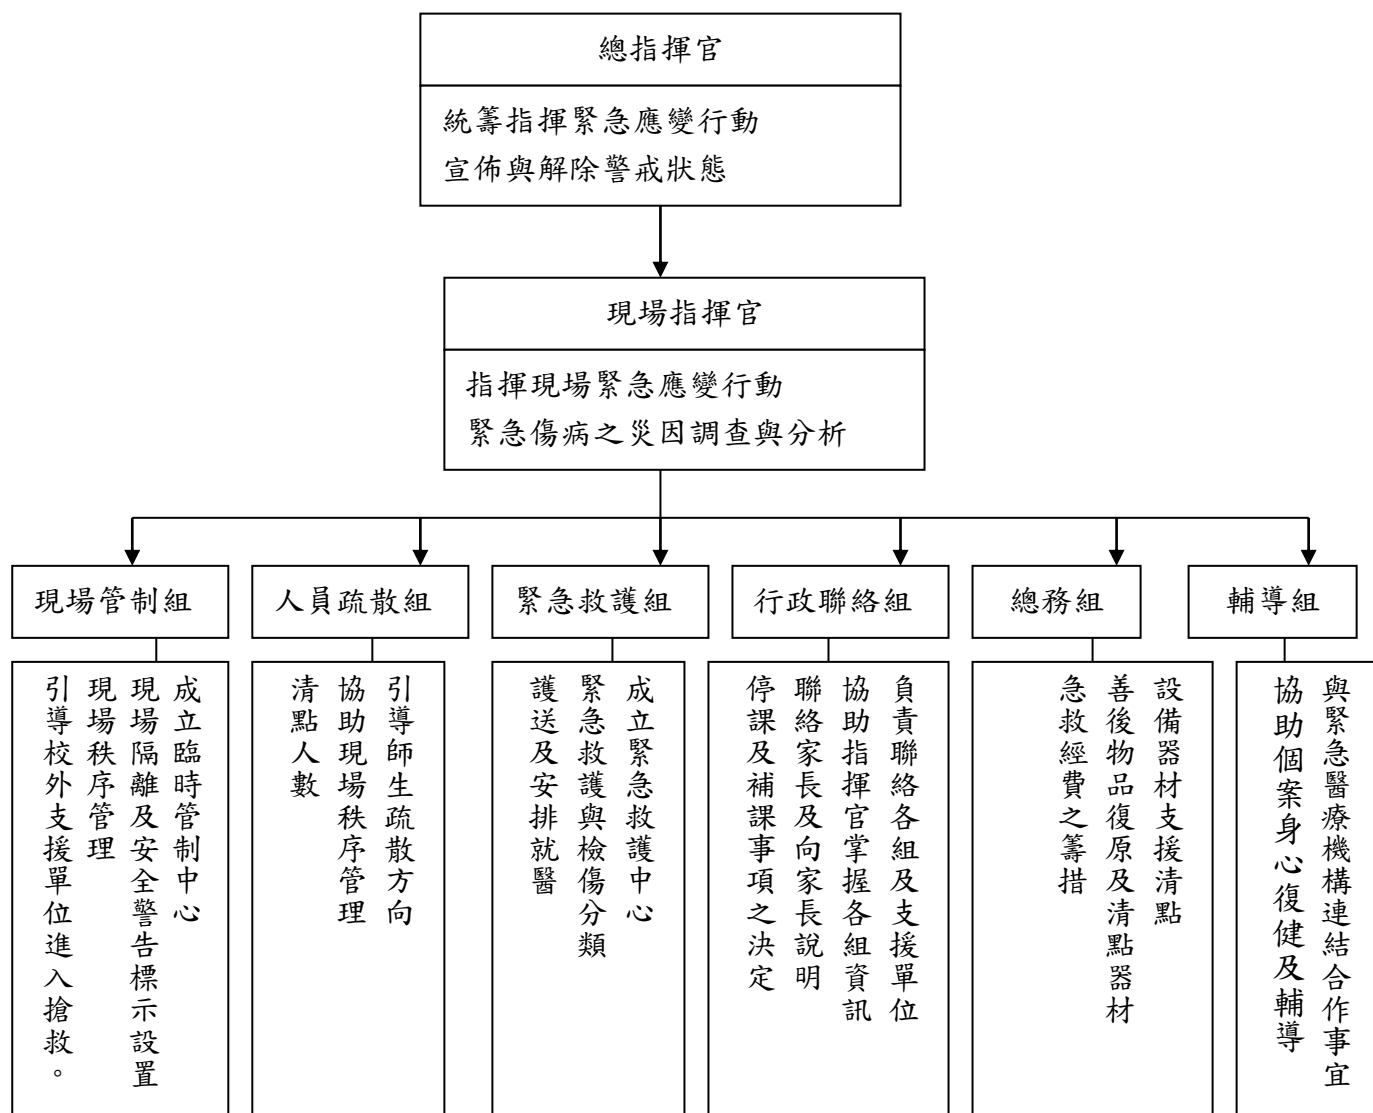 總指揮官
統籌指揮緊急應變行動
宣佈與解除警戒狀態
現場指揮官
指揮現場緊急應變行動
緊急傷病之災因調查與分析
現場管制組
人員疏散組
緊急救護組
行政聯絡組
總務組
輔導組
成立臨時管制中心
現場隔離及安全警告標示設置
現場秩序管理
引導校外支援單位進入搶救。
引導師生疏散方向
協助現場秩序管理
清點人數
成立緊急救護中心
緊急救護與檢傷分類
護送及安排就醫
負責聯絡各組及支援單位
協助指揮官掌握各組資訊
聯絡家長及向家長說明
停課及補課事項之決定
設備器材支援清點
善後物品復原及清點器材
急救經費之籌措
與緊急醫療機構連結合作事宜
協助個案身心復健及輔導